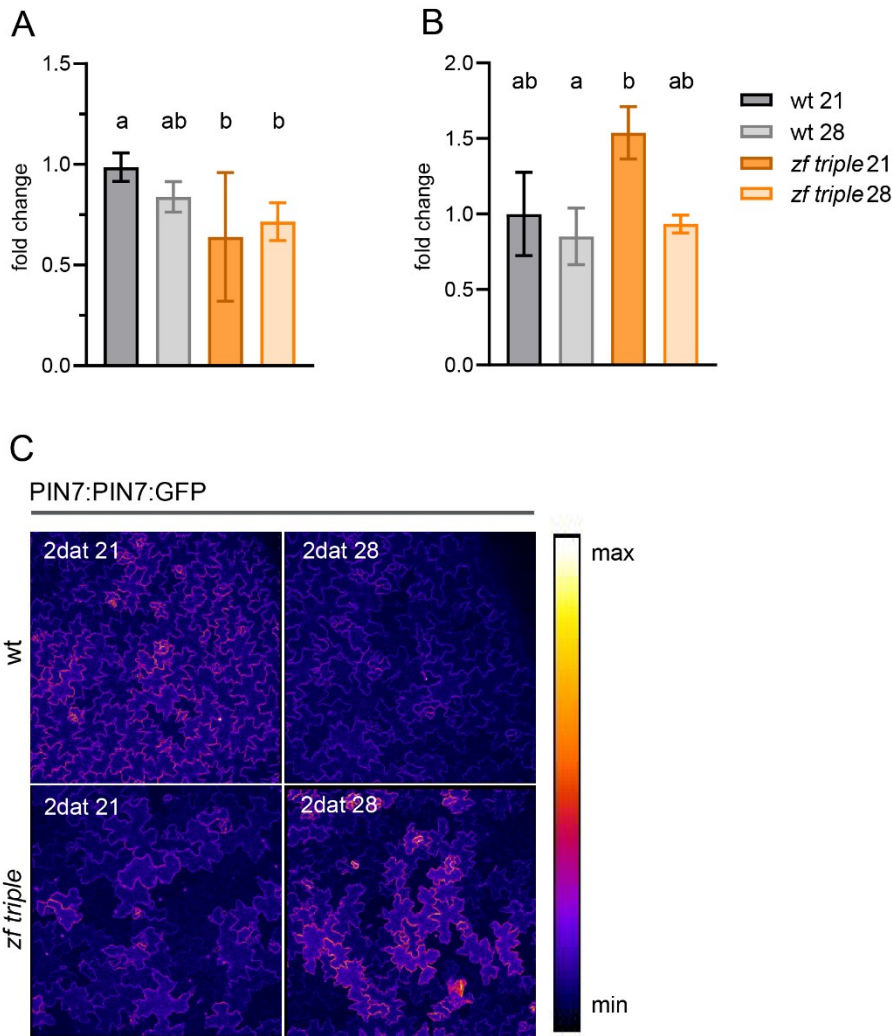 A
fold change
1.5
1.0
0.5
0.0
a
ab
b
b
B
fold change
2.0
1.5
1.0
0.5
0.0
ab
a
b
ab
wt 21
wt 28
zf triple 21
zf triple 28
C
PIN7:PIN7:GFP
wt
2dat 21
2dat 28
zf triple
2dat 21
2dat 28
max
min